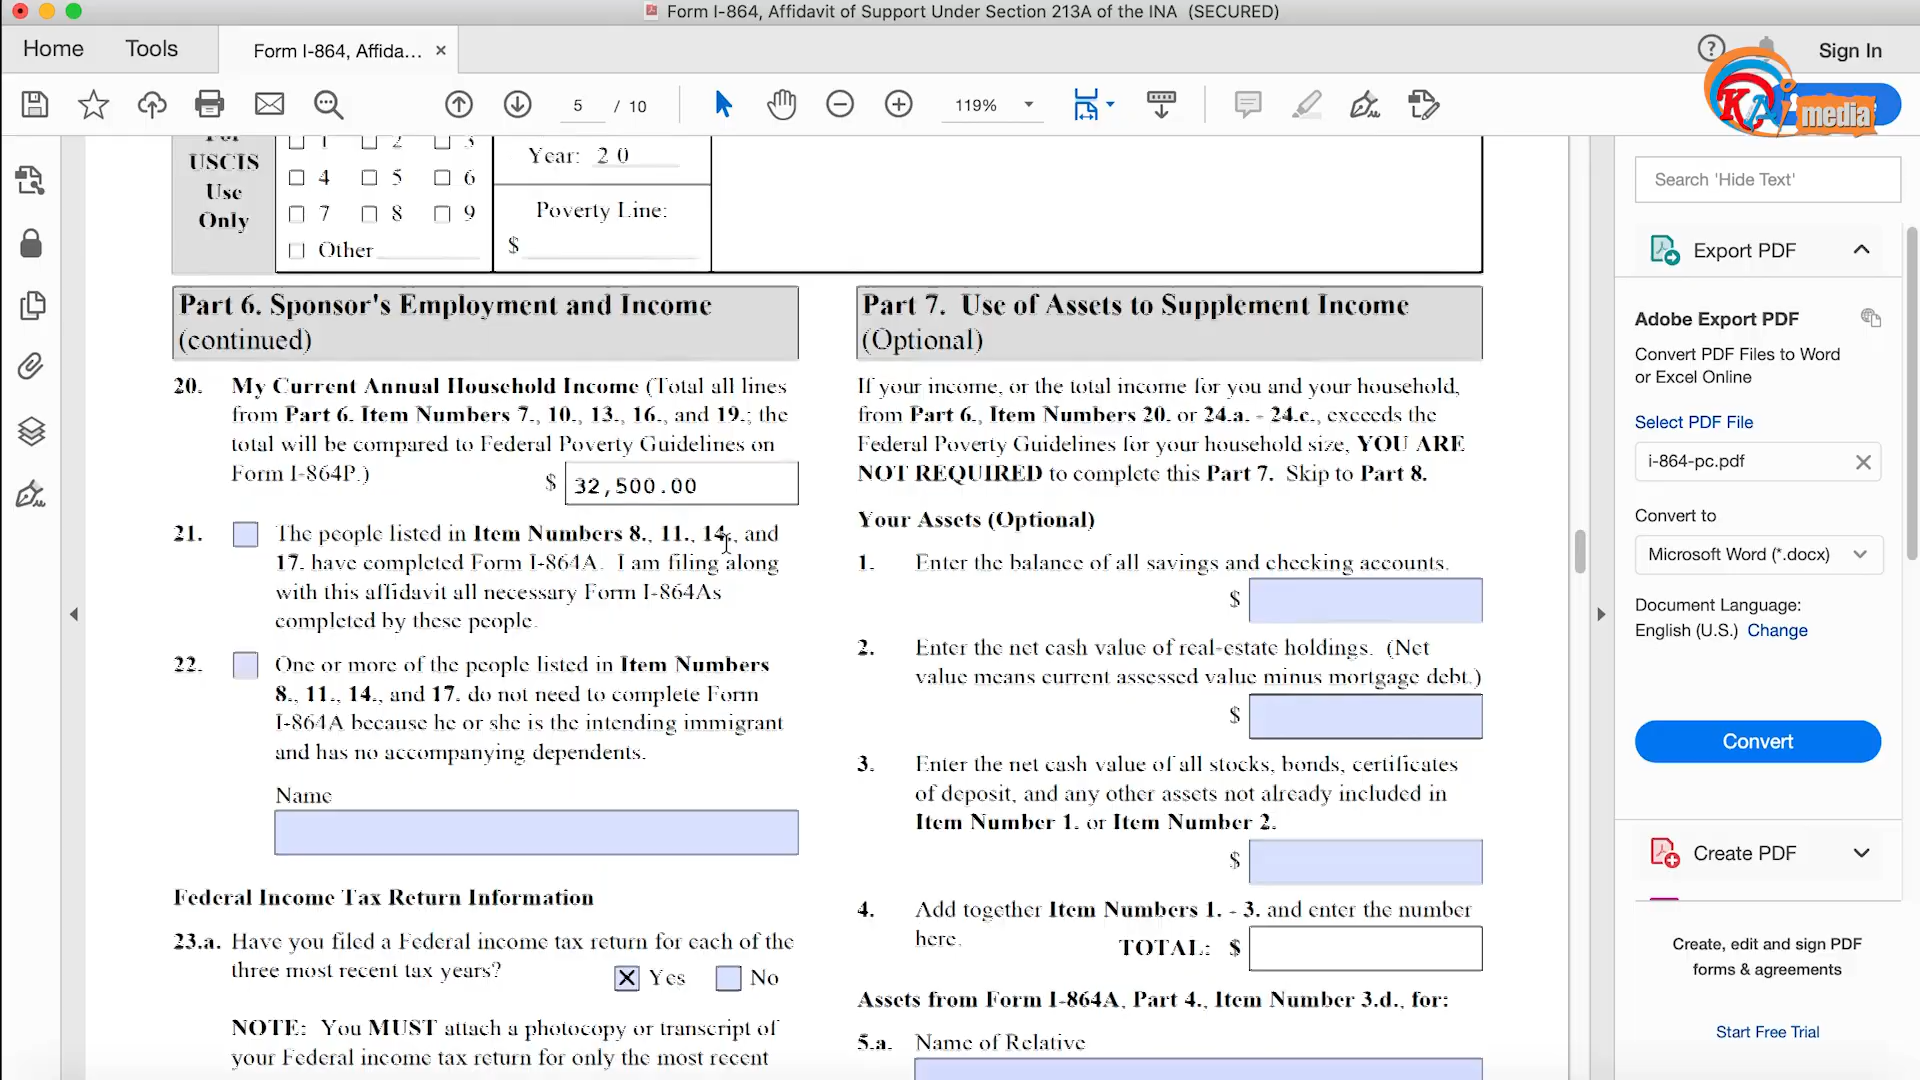 Form I-864, Affidavit of Support Under Section 213A of the INA (SECURED)
Home
Tools
Form I-864, Affida... ×
Sign In
5 / 10
119%
KAi media
For
USCIS
Use
Only
1 2 3
4 5 6
7 8 9
Other
Year: 2 0
Poverty Line:
$
Part 6. Sponsor's Employment and Income
(continued)
20. My Current Annual Household Income (Total all lines
from Part 6. Item Numbers 7., 10., 13., 16., and 19.; the
total will be compared to Federal Poverty Guidelines on
Form I-864P.)
$ 32,500.00
21. The people listed in Item Numbers 8., 11., 14., and
17. have completed Form I-864A. I am filing along
with this affidavit all necessary Form I-864As
completed by these people.
22. One or more of the people listed in Item Numbers
8., 11., 14., and 17. do not need to complete Form
I-864A because he or she is the intending immigrant
and has no accompanying dependents.
Name
Federal Income Tax Return Information
23.a. Have you filed a Federal income tax return for each of the
three most recent tax years?
X Yes No
NOTE: You MUST attach a photocopy or transcript of
your Federal income tax return for only the most recent
Part 7. Use of Assets to Supplement Income
(Optional)
If your income, or the total income for you and your household,
from Part 6., Item Numbers 20. or 24.a. - 24.c., exceeds the
Federal Poverty Guidelines for your household size, YOU ARE
NOT REQUIRED to complete this Part 7. Skip to Part 8.
Your Assets (Optional)
1. Enter the balance of all savings and checking accounts.
$
2. Enter the net cash value of real-estate holdings. (Net
value means current assessed value minus mortgage debt.)
$
3. Enter the net cash value of all stocks, bonds, certificates
of deposit, and any other assets not already included in
Item Number 1. or Item Number 2.
$
4. Add together Item Numbers 1. - 3. and enter the number
here.
TOTAL: $
Assets from Form I-864A, Part 4., Item Number 3.d., for:
5.a. Name of Relative
Search 'Hide Text'
Export PDF
Adobe Export PDF
Convert PDF Files to Word
or Excel Online
Select PDF File
i-864-pc.pdf
Convert to
Microsoft Word (*.docx)
Document Language:
English (U.S.) Change
Convert
Create PDF
Create, edit and sign PDF
forms & agreements
Start Free Trial